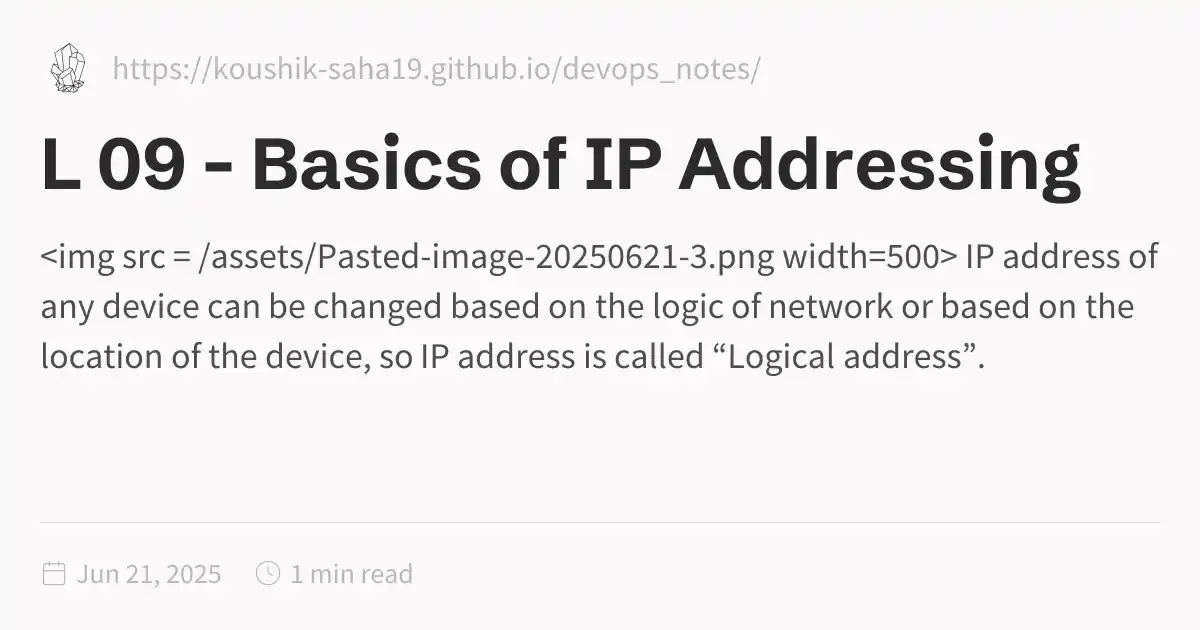 https://koushik-saha19.github.io/devops_notes/
L 09 - Basics of IP Addressing
<img src = /assets/Pasted-image-20250621-3.png width=500> IP address of
any device can be changed based on the logic of network or based on the
location of the device, so IP address is called “Logical address”.
Jun 21, 2025 1 min read